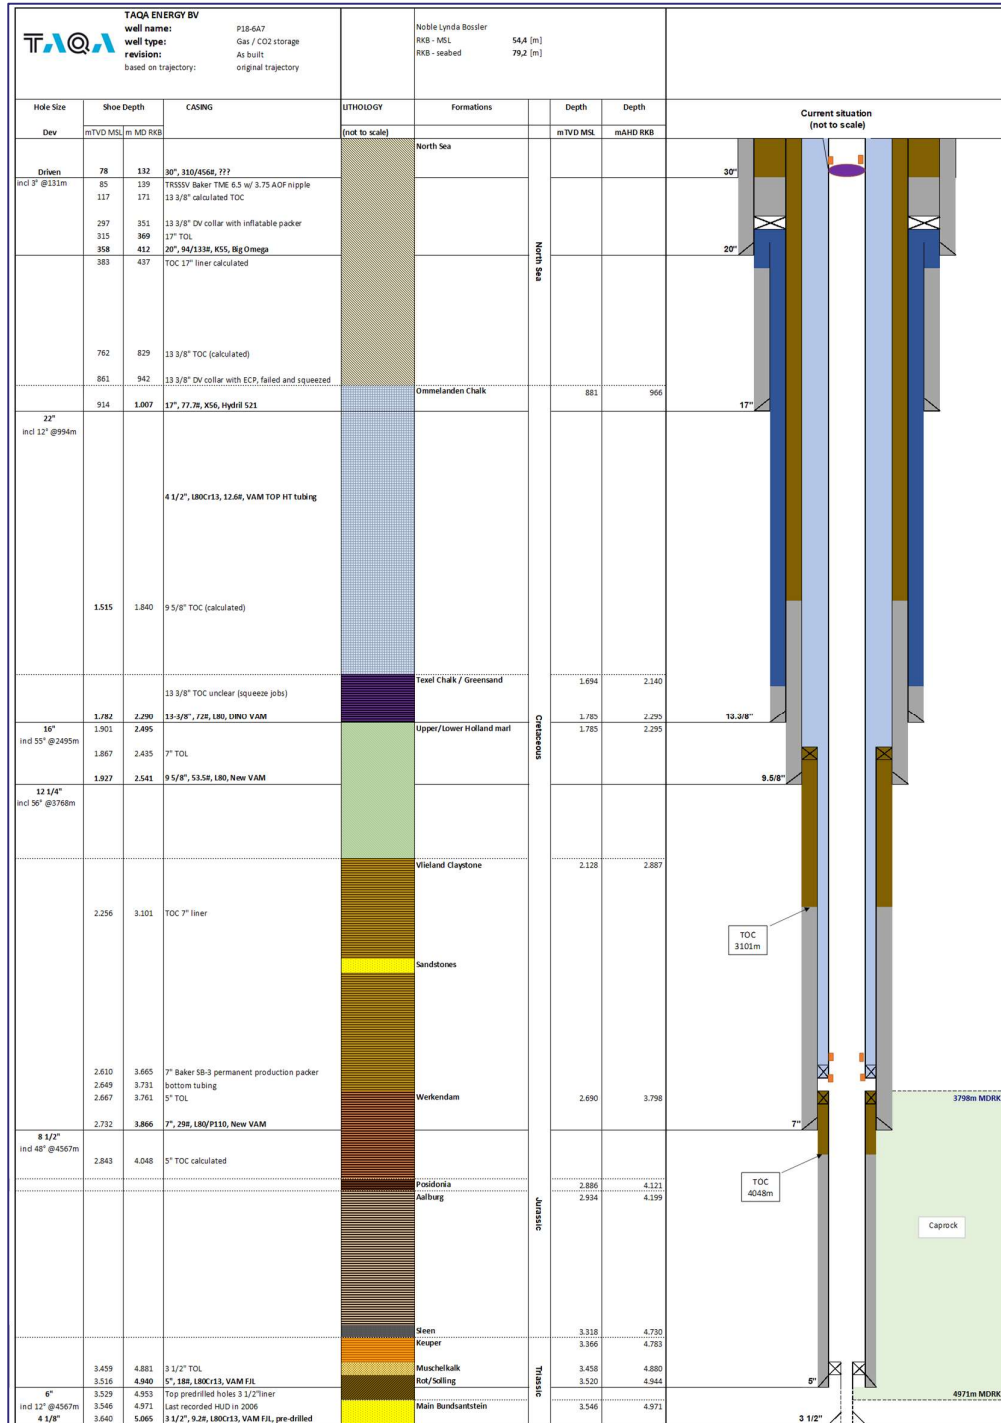 TAQA
TAQA ENERGY BV
well name: P18-6A7
well type: Gas / CO2 storage
revision: As built
based on trajectory: original trajectory
Noble Lynda Bossler
RKB - MSL 54,4 [m]
RKB - seabed 79,2 [m]
Hole Size Shoe Depth CASING LITHOLOGY Formations Depth Depth
Dev mTVD MSL m MD RKB (not to scale) mTVD MSL mAHD RKB
Current situation
(not to scale)
North Sea
Driven 78 132 30", 310/456#, ??? 30"
incl 3° @131m 85 139 TRSSSV Baker TME 6.5 w/ 3.75 AOF nipple
117 171 13 3/8" calculated TOC
297 351 13 3/8" DV collar with inflatable packer
315 369 17" TOL
358 412 20", 94/133#, K55, Big Omega 20"
North Sea
383 437 TOC 17" liner calculated
762 829 13 3/8" TOC (calculated)
861 942 13 3/8" DV collar with ECP, failed and squeezed
Ommelanden Chalk 881 966
914 1.007 17", 77.7#, X56, Hydril 521 17"
22"
incl 12° @994m
4 1/2", L80Cr13, 12.6#, VAM TOP HT tubing
1.515 1.840 9 5/8" TOC (calculated)
Texel Chalk / Greensand 1.694 2.140
13 3/8" TOC unclear (squeeze jobs)
1.782 2.290 13-3/8", 72#, L80, DINO VAM 1.785 2.295 13.3/8"
Cretaceous
16" 1.901 2.495 Upper/Lower Holland marl 1.785 2.295
incl 55° @2495m
1.867 2.435 7" TOL
1.927 2.541 9 5/8", 53.5#, L80, New VAM 9.5/8"
12 1/4"
incl 56° @3768m
Vlieland Claystone 2.128 2.887
2.256 3.101 TOC 7" liner
TOC
3101m
Sandstones
2.610 3.665 7" Baker SB-3 permanent production packer
2.649 3.731 bottom tubing
2.667 3.761 5" TOL Werkendam 2.690 3.798 3798m MDRK
2.732 3.866 7", 29#, L80/P110, New VAM 7"
8 1/2"
incl 48° @4567m
2.843 4.048 5" TOC calculated
TOC
4048m
Posidonia 2.886 4.121
Aalburg 2.934 4.199
Jurassic
Caprock
Sleen 3.318 4.730
Keuper 3.366 4.783
Triassic
3.459 4.881 3 1/2" TOL Muschelkalk 3.458 4.880
3.516 4.940 5", 18#, L80Cr13, VAM FJL Rot/Solling 3.520 4.944 5"
6" 3.529 4.953 Top predrilled holes 3 1/2"liner 4971m MDRK
incl 12° @4567m 3.546 4.971 Last recorded HUD in 2006 Main Bundsantstein 3.546 4.971
4 1/8" 3.640 5.065 3 1/2", 9.2#, L80Cr13, VAM FJL, pre-drilled 3 1/2"